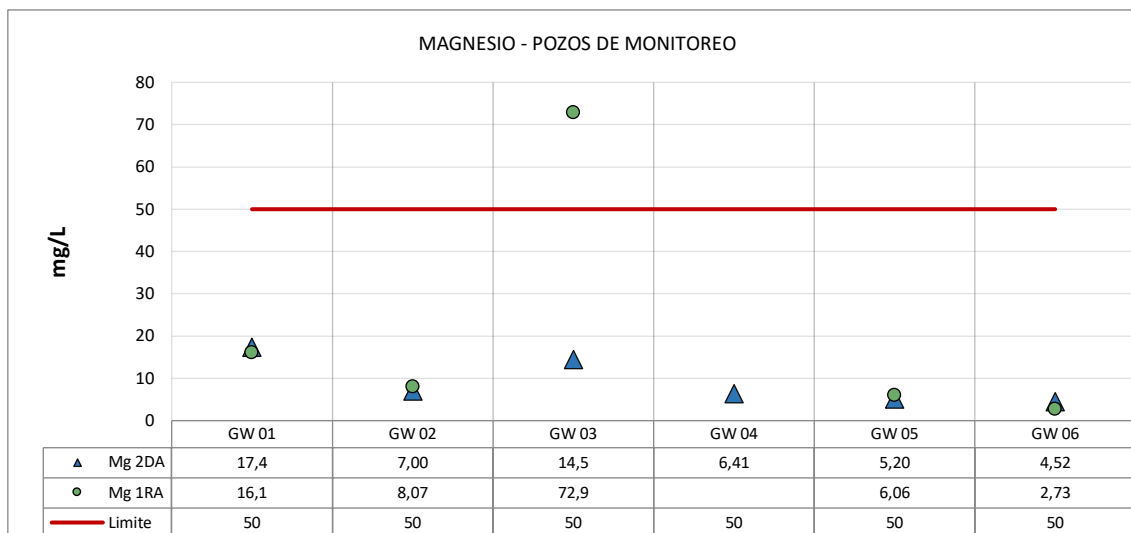 MAGNESIO - POZOS DE MONITOREO
mg/L
80
70
60
50
40
30
20
10
0
GW 01 GW 02 GW 03 GW 04 GW 05 GW 06
Mg 2DA 17,4 7,00 14,5 6,41 5,20 4,52
Mg 1RA 16,1 8,07 72,9 6,06 2,73
Limite 50 50 50 50 50 50